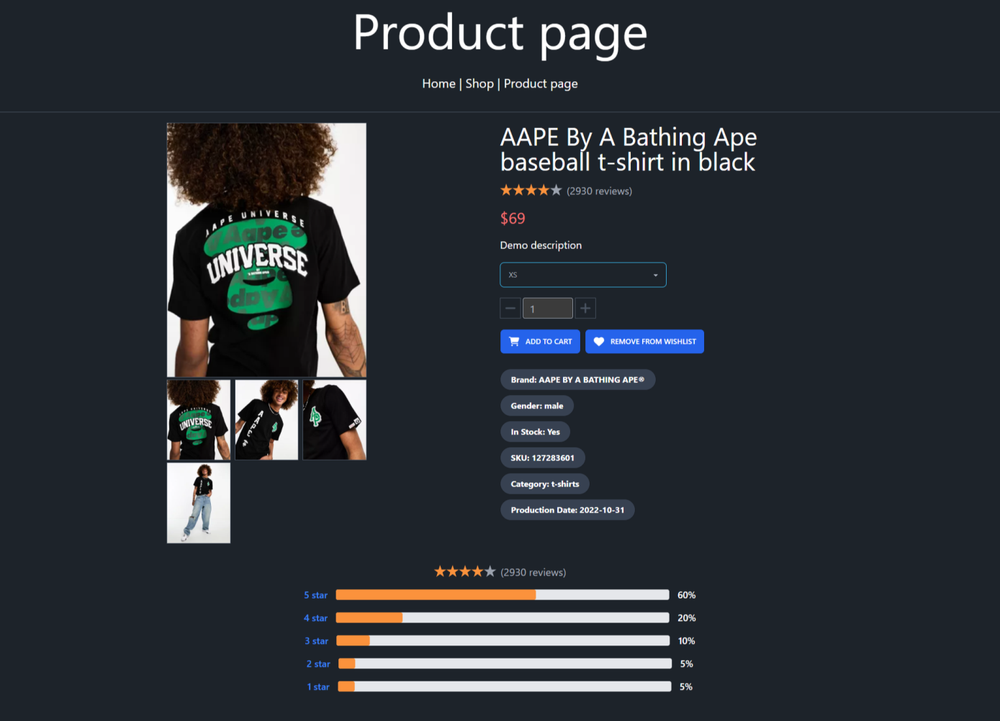 Product page
Home | Shop | Product page
AAPE UNIVERSE
Aape
UNIVERSE
AAPE By A Bathing Ape
baseball t-shirt in black
(2930 reviews)
$69
Demo description
XS
1
ADD TO CART
REMOVE FROM WISHLIST
Brand: AAPE BY A BATHING APE®
Gender: male
In Stock: Yes
SKU: 127283601
Category: t-shirts
Production Date: 2022-10-31
UNIVERSE
AAPE
(2930 reviews)
5 star 60%
4 star 20%
3 star 10%
2 star 5%
1 star 5%